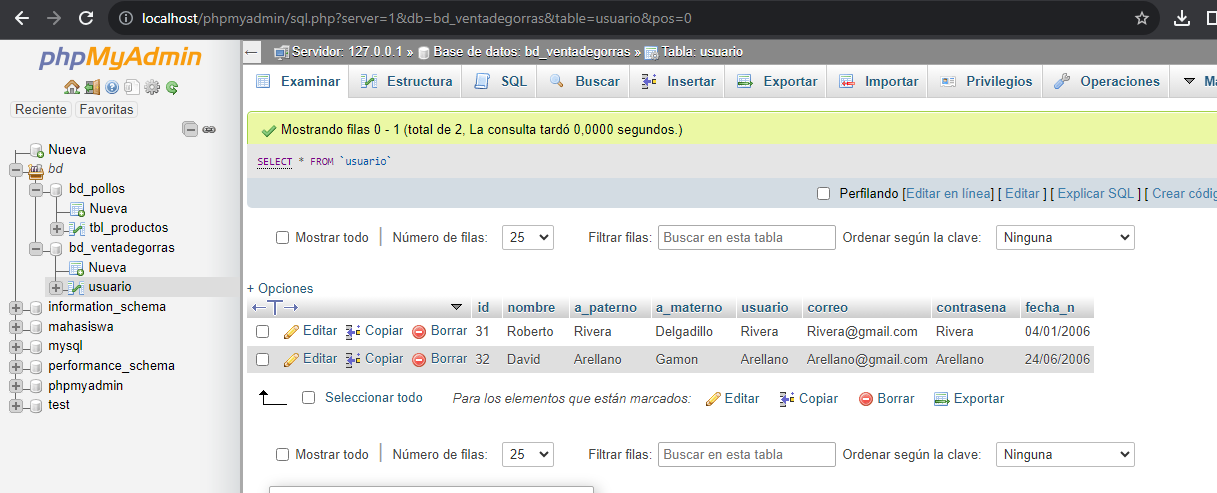 localhost/phpmyadmin/sql.php?server=1&db=bd_ventadegorras&table=usuario&pos=0
phpMyAdmin
Reciente Favoritas
Nueva
bd
bd_pollos
Nueva
tbl_productos
bd_ventadegorras
Nueva
usuario
information_schema
mahasiswa
mysql
performance_schema
phpmyadmin
test
Servidor: 127.0.0.1 » Base de datos: bd_ventadegorras » Tabla: usuario
Examinar Estructura SQL Buscar Insertar Exportar Importar Privilegios Operaciones
Mostrando filas 0 - 1 (total de 2, La consulta tardó 0,0000 segundos.)
SELECT * FROM `usuario`
Perfilando [Editar en línea] [ Editar ] [ Explicar SQL ] [ Crear códig
Mostrar todo | Número de filas: 25 Filtrar filas: Buscar en esta tabla Ordenar según la clave: Ninguna
+ Opciones
←T→ id nombre a_paterno a_materno usuario correo contrasena fecha_n
Editar Copiar Borrar 31 Roberto Rivera Delgadillo Rivera Rivera@gmail.com Rivera 04/01/2006
Editar Copiar Borrar 32 David Arellano Gamon Arellano Arellano@gmail.com Arellano 24/06/2006
Seleccionar todo Para los elementos que están marcados: Editar Copiar Borrar Exportar
Mostrar todo | Número de filas: 25 Filtrar filas: Buscar en esta tabla Ordenar según la clave: Ninguna